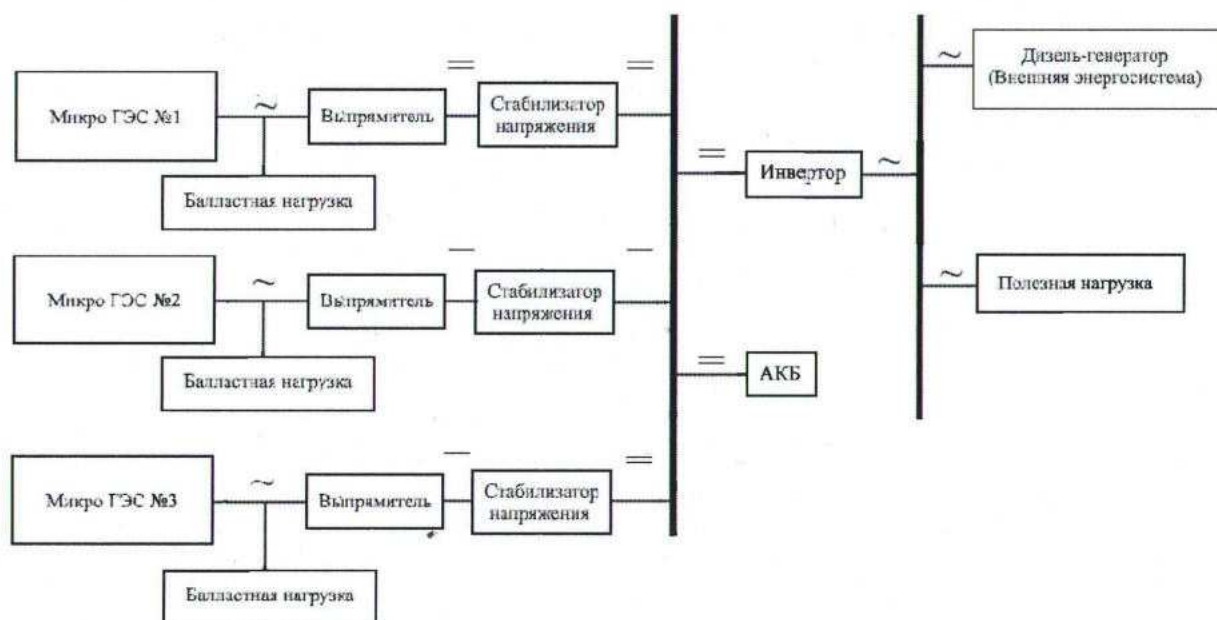 Дизель-генератор
(Внешняя энергосистема)
Микро ГЭС №1
~
Выпрямитель
=
Стабилизатор
напряжения
=
Балластная нагрузка
=
Инвертор
~
~
Микро ГЭС №2
~
Выпрямитель
—
Стабилизатор
напряжения
—
~
Полезная нагрузка
Балластная нагрузка
=
АКБ
Микро ГЭС №3
~
Выпрямитель
—
Стабилизатор
напряжения
=
Балластная нагрузка